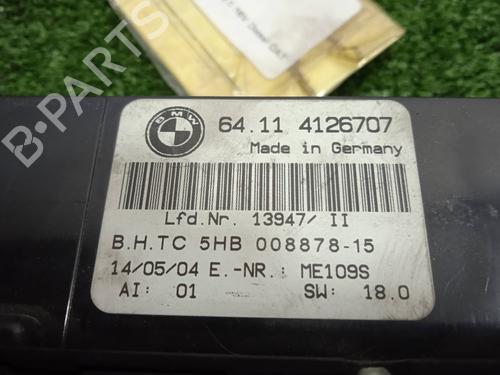 BMW
64.11 4126707
Made in Germany
Lfd.Nr. 13947/ II
B.H.TC 5HB 008878-15
14/05/04 E.-NR.: ME109S
AI: 01 SW: 18.0
B-Parts